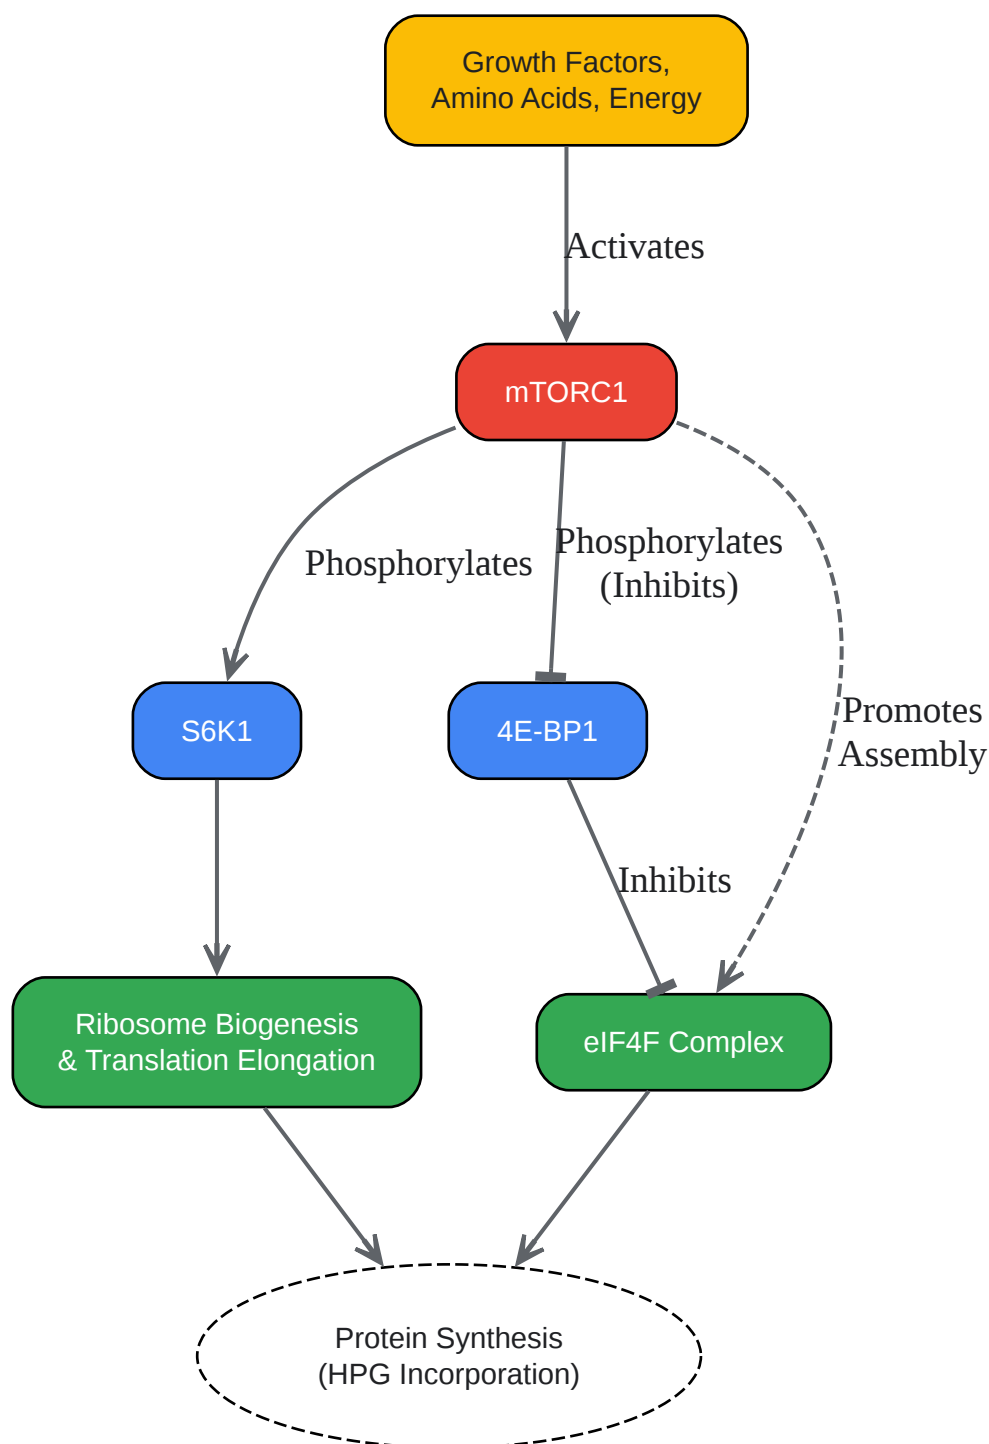 Growth Factors,
Amino Acids, Energy
Activates
mTORC1
Phosphorylates
Phosphorylates
(Inhibits)
Promotes
Assembly
S6K1
4E-BP1
Inhibits
Ribosome Biogenesis
& Translation Elongation
eIF4F Complex
Protein Synthesis
(HPG Incorporation)